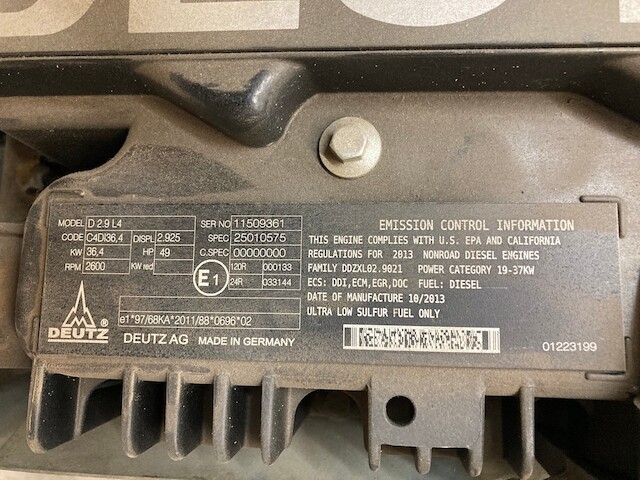 DEUTZ
MODEL D 2.9 L4 SER NO 11509361
CODE C4DI36,4 DISPL 2.925 SPEC 25010575
KW 36,4 HP 49 C.SPEC 00000000
RPM 2600 KW red E1 120R 000133
24R 033144
DEUTZ ®
e1*97/68KA*2011/88*0696*02
DEUTZ AG MADE IN GERMANY
EMISSION CONTROL INFORMATION
THIS ENGINE COMPLIES WITH U.S. EPA AND CALIFORNIA
REGULATIONS FOR 2013 NONROAD DIESEL ENGINES
FAMILY DDZXL02.9021 POWER CATEGORY 19-37KW
ECS: DDI,ECM,EGR,DOC FUEL: DIESEL
DATE OF MANUFACTURE 10/2013
ULTRA LOW SULFUR FUEL ONLY
01223199